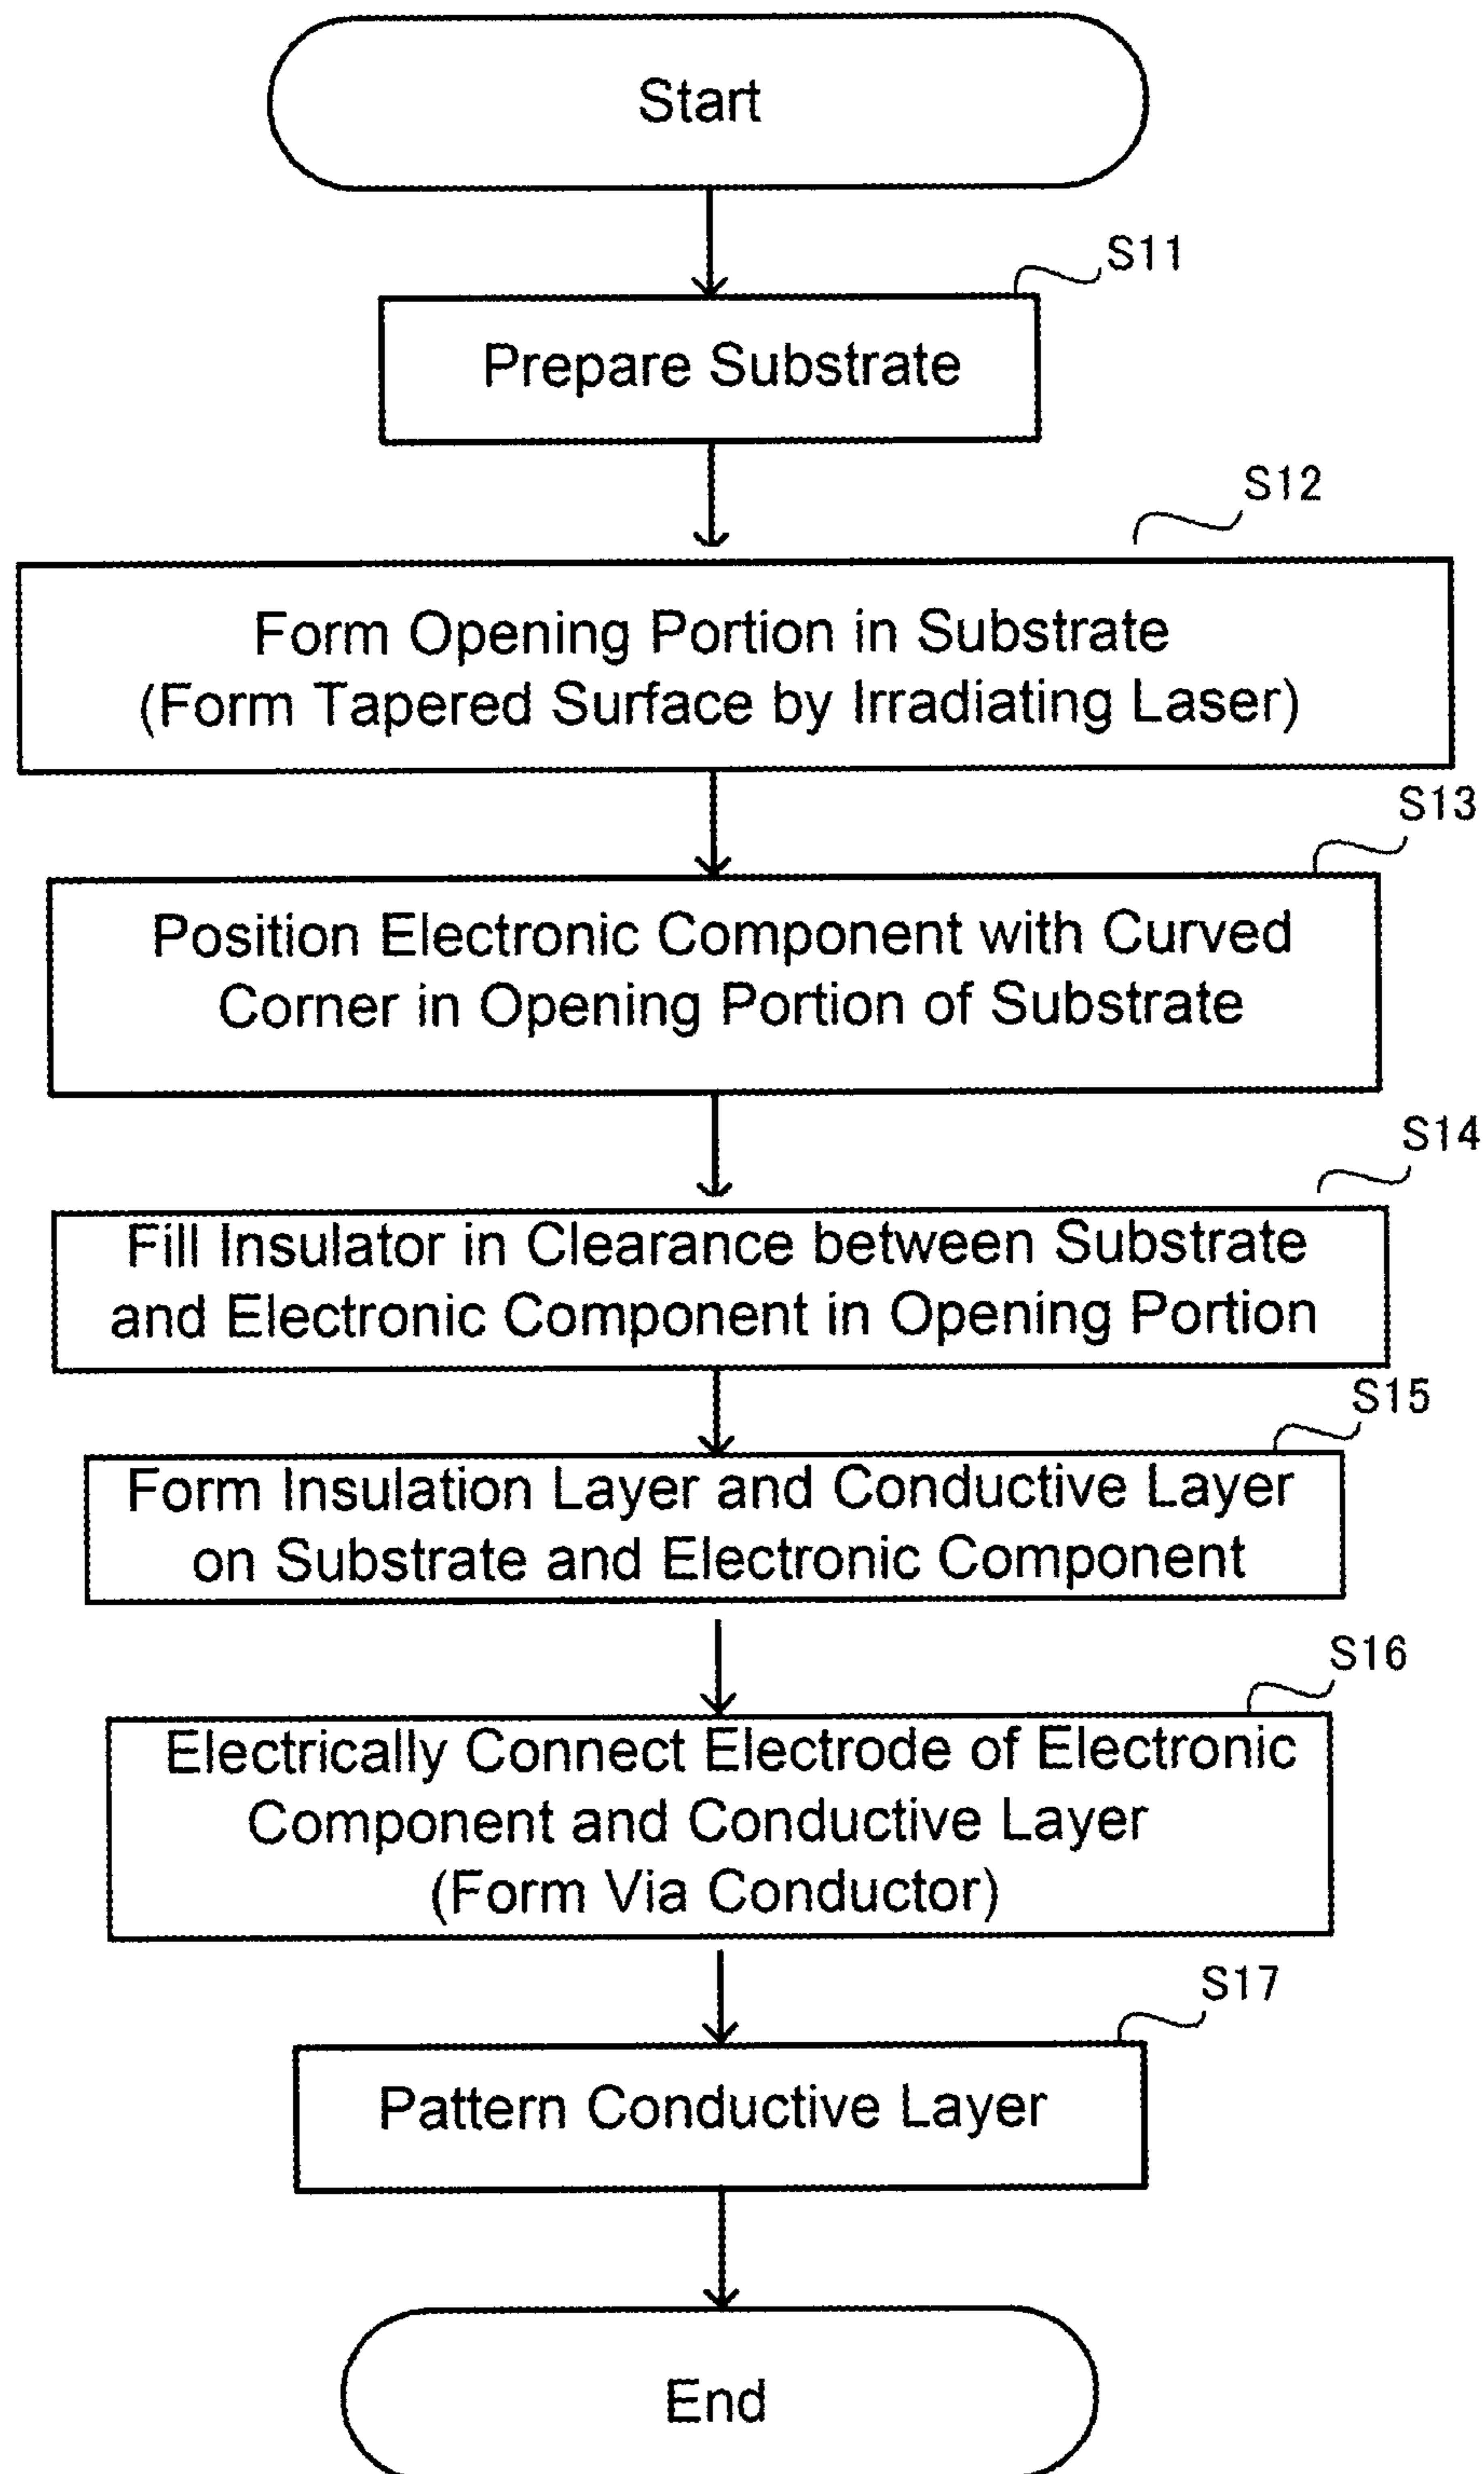 Start
S11
Prepare Substrate
S12
Form Opening Portion in Substrate
(Form Tapered Surface by Irradiating Laser)
S13
Position Electronic Component with Curved
Corner in Opening Portion of Substrate
S14
Fill Insulator in Clearance between Substrate
and Electronic Component in Opening Portion
S15
Form Insulation Layer and Conductive Layer
on Substrate and Electronic Component
S16
Electrically Connect Electrode of Electronic
Component and Conductive Layer
(Form Via Conductor)
S17
Pattern Conductive Layer
End